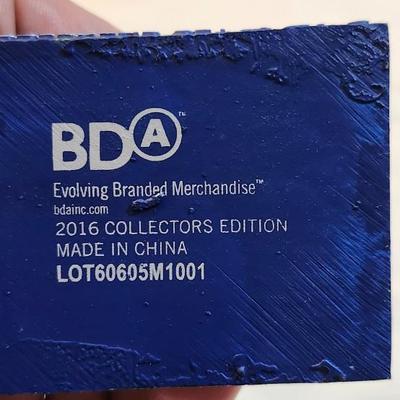 BDA™
Evolving Branded Merchandise™
bdainc.com
2016 COLLECTORS EDITION
MADE IN CHINA
LOT60605M1001